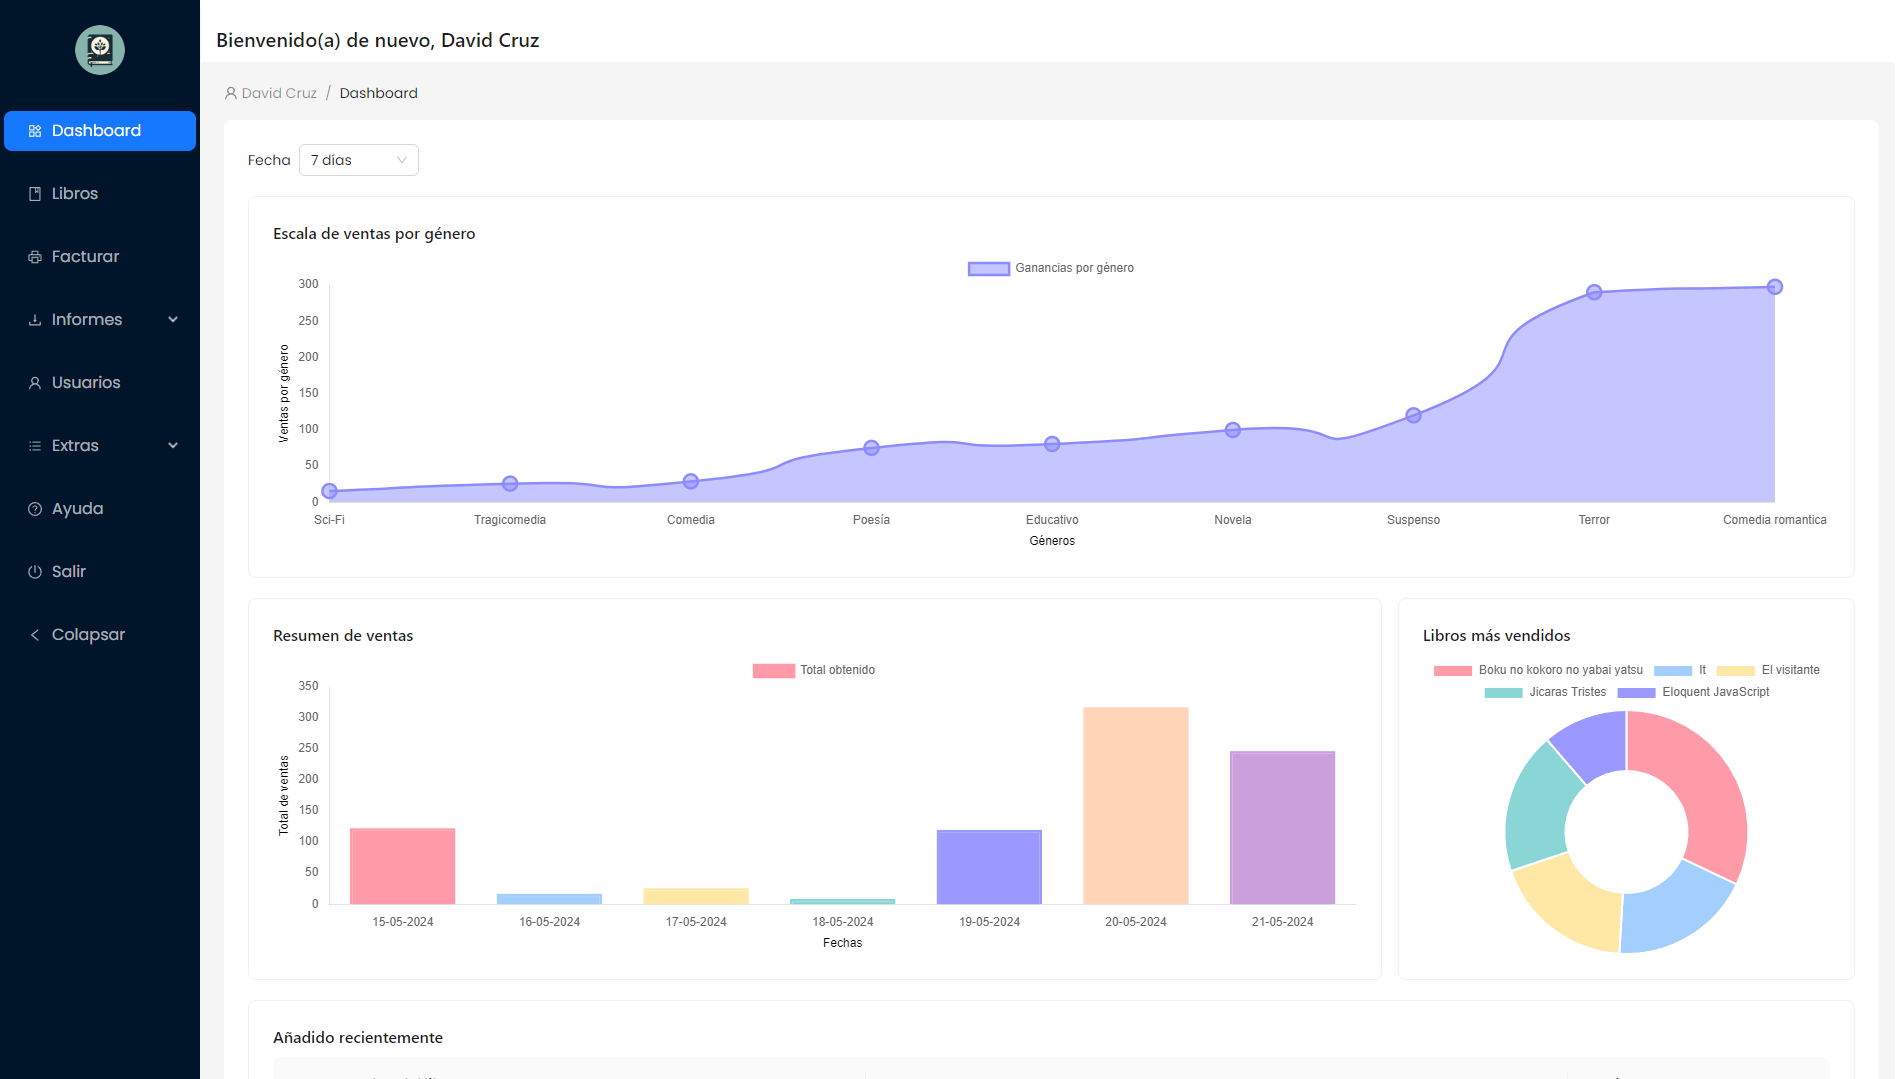 Bienvenido(a) de nuevo, David Cruz
David Cruz / Dashboard
Dashboard
Libros
Facturar
Informes
Usuarios
Extras
Ayuda
Salir
Colapsar
Fecha 7 días
Escala de ventas por género
Ganancias por género
300
250
200
150
100
50
0
Ventas por género
Sci-Fi Tragicomedia Comedia Poesía Educativo Novela Suspenso Terror Comedia romantica
Géneros
Resumen de ventas
Total obtenido
350
300
250
200
150
100
50
0
Total de ventas
15-05-2024 16-05-2024 17-05-2024 18-05-2024 19-05-2024 20-05-2024 21-05-2024
Fechas
Libros más vendidos
Boku no kokoro no yabai yatsu It El visitante
Jicaras Tristes Eloquent JavaScript
Añadido recientemente